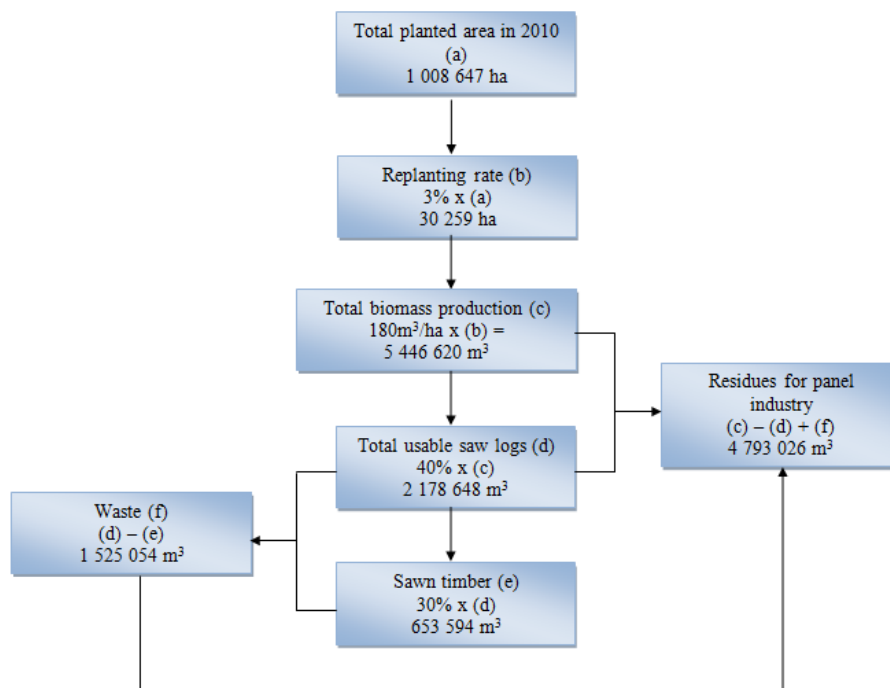 Total planted area in 2010
(a)
1 008 647 ha
Replanting rate (b)
3% x (a)
30 259 ha
Total biomass production (c)
180m³/ha x (b) =
5 446 620 m³
Residues for panel
industry
(c) – (d) + (f)
4 793 026 m³
Total usable saw logs (d)
40% x (c)
2 178 648 m³
Waste (f)
(d) – (e)
1 525 054 m³
Sawn timber (e)
30% x (d)
653 594 m³